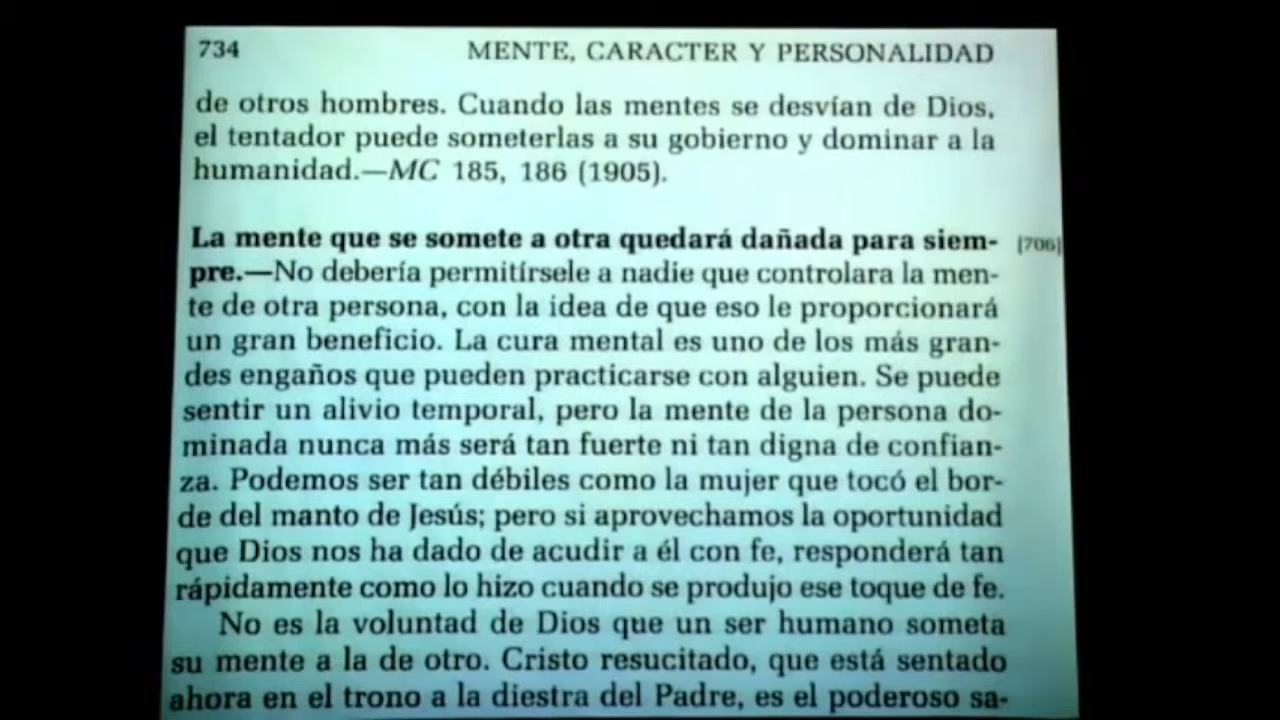 734 MENTE, CARACTER Y PERSONALIDAD
de otros hombres. Cuando las mentes se desvían de Dios,
el tentador puede someterlas a su gobierno y dominar a la
humanidad.—MC 185, 186 (1905).
La mente que se somete a otra quedará dañada para siem- [706]
pre.—No debería permitírsele a nadie que controlara la men-
te de otra persona, con la idea de que eso le proporcionará
un gran beneficio. La cura mental es uno de los más gran-
des engaños que pueden practicarse con alguien. Se puede
sentir un alivio temporal, pero la mente de la persona do-
minada nunca más será tan fuerte ni tan digna de confian-
za. Podemos ser tan débiles como la mujer que tocó el bor-
de del manto de Jesús; pero si aprovechamos la oportunidad
que Dios nos ha dado de acudir a él con fe, responderá tan
rápidamente como lo hizo cuando se produjo ese toque de fe.
No es la voluntad de Dios que un ser humano someta
su mente a la de otro. Cristo resucitado, que está sentado
ahora en el trono a la diestra del Padre, es el poderoso sa-